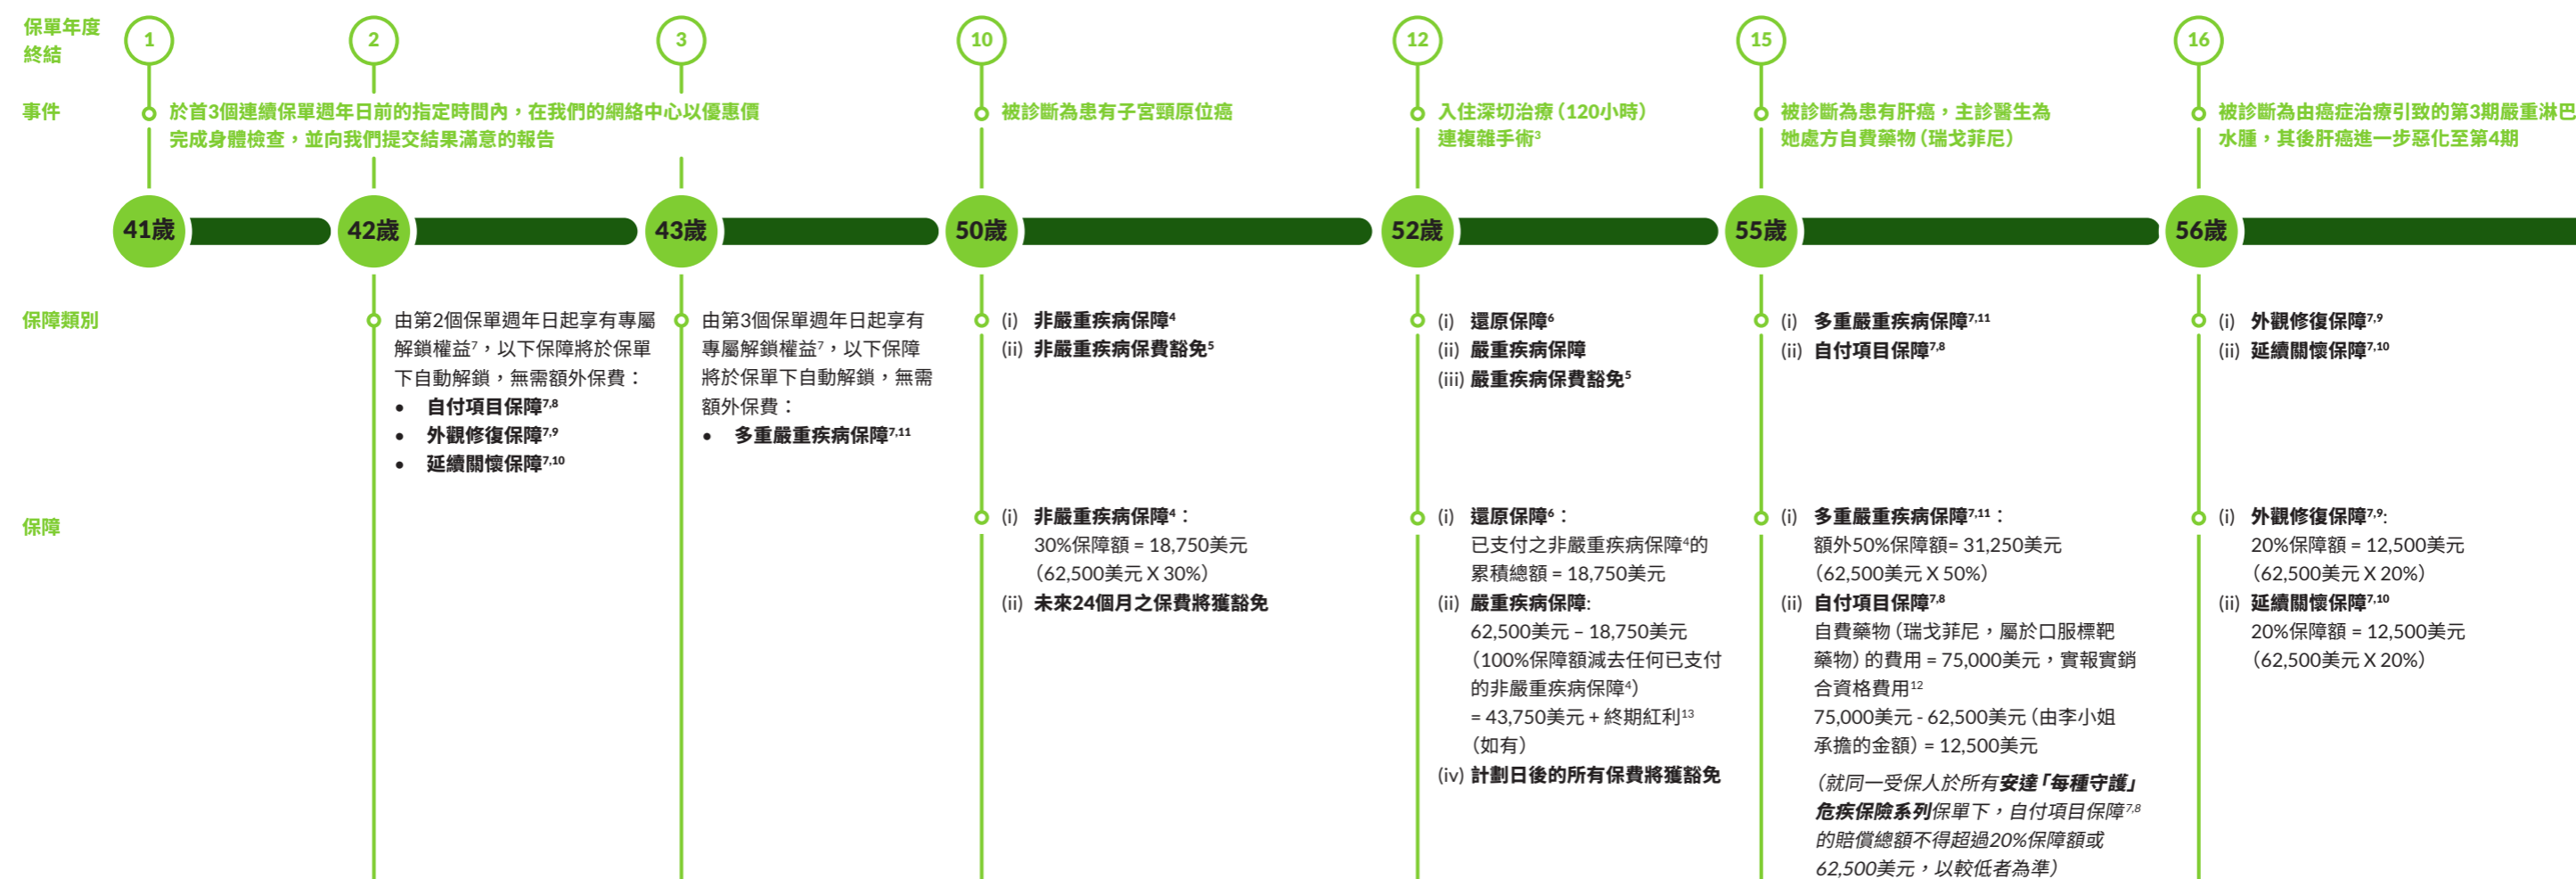 保單年度
終結
1
2
3
10
12
15
16
事件
於首3個連續保單週年日前的指定時間內，在我們的網絡中心以優惠價
完成身體檢查，並向我們提交結果滿意的報告
被診斷為患有子宮頸原位癌
入住深切治療（120小時）
連複雜手術3
被診斷為患有肝癌，主診醫生為
她處方自費藥物（瑞戈菲尼）
被診斷為由癌症治療引致的第3期嚴重淋巴
水腫，其後肝癌進一步惡化至第4期
41歲
42歲
43歲
50歲
52歲
55歲
56歲
保障類別
由第2個保單週年日起享有專屬
解鎖權益7，以下保障將於保單
下自動解鎖，無需額外保費：
• 自付項目保障7,8
• 外觀修復保障7,9
• 延續關懷保障7,10
由第3個保單週年日起享有
專屬解鎖權益7，以下保障
將於保單下自動解鎖，無需
額外保費：
• 多重嚴重疾病保障7,11
(i) 非嚴重疾病保障4
(ii) 非嚴重疾病保費豁免5
(i) 還原保障6
(ii) 嚴重疾病保障
(iii) 嚴重疾病保費豁免5
(i) 多重嚴重疾病保障7,11
(ii) 自付項目保障7,8
(i) 外觀修復保障7,9
(ii) 延續關懷保障7,10
保障
(i) 非嚴重疾病保障4：
30%保障額 = 18,750美元
（62,500美元 X 30%）
(ii) 未來24個月之保費將獲豁免
(i) 還原保障6：
已支付之非嚴重疾病保障4的
累積總額 = 18,750美元
(ii) 嚴重疾病保障:
62,500美元 – 18,750美元
（100%保障額減去任何已支付
的非嚴重疾病保障4）
= 43,750美元 + 終期紅利13
（如有）
(iv) 計劃日後的所有保費將獲豁免
(i) 多重嚴重疾病保障7,11：
額外50%保障額= 31,250美元
（62,500美元 X 50%）
(ii) 自付項目保障7,8
自費藥物（瑞戈菲尼，屬於口服標靶
藥物）的費用 = 75,000美元，實報實銷
合資格費用12
75,000美元 - 62,500美元（由李小姐
承擔的金額）= 12,500美元
（就同一受保人於所有安達「每種守護」
危疾保險系列保單下，自付項目保障7,8
的賠償總額不得超過20%保障額或
62,500美元，以較低者為準）
(i) 外觀修復保障7,9:
20%保障額 = 12,500美元
（62,500美元 X 20%）
(ii) 延續關懷保障7,10
20%保障額 = 12,500美元
（62,500美元 X 20%）